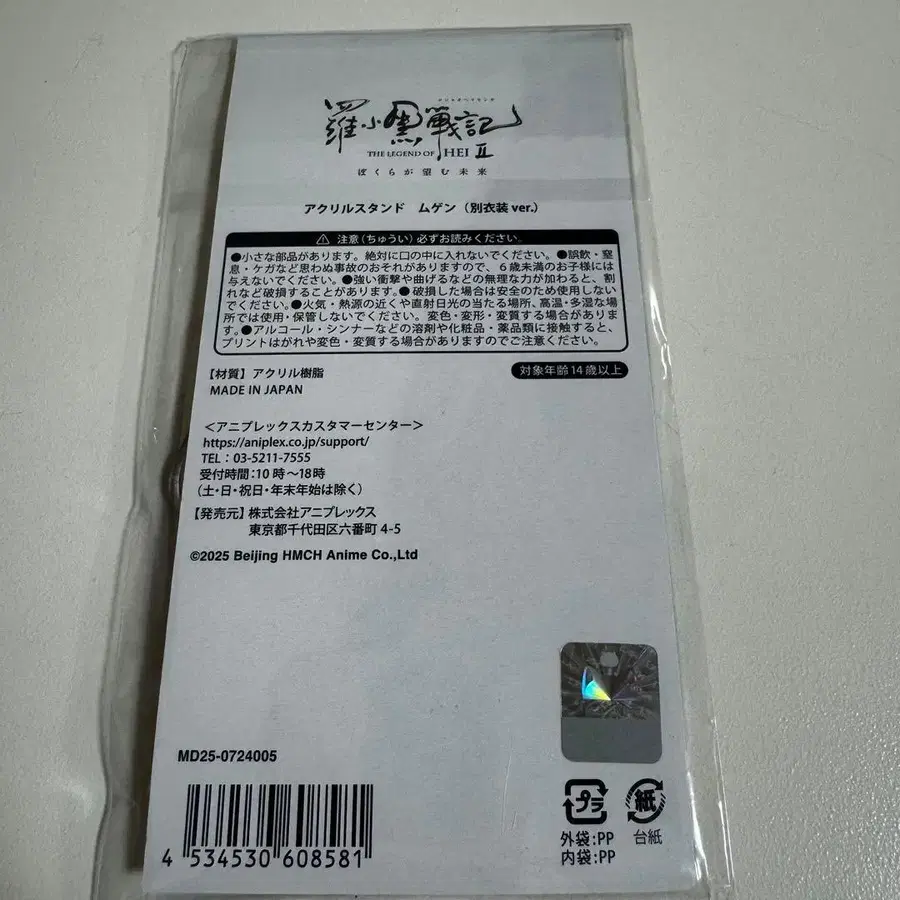 羅小黒戰記
THE LEGEND OF HEI Ⅱ
ぼくらが望む未来
アクリルスタンド ムゲン（別衣装 ver.）
⚠ 注意（ちゅうい）必ずお読みください。
●小さな部品があります。絶対に口の中に入れないでください。●誤飲・窒
息・ケガなど思わぬ事故のおそれがありますので、６歳未満のお子様には
与えないでください。●強い衝撃や曲げるなどの無理な力が加わると、割
れなど破損することがあります。●破損した場合は安全のため使用しない
でください。●火気・熱源の近くや直射日光の当たる場所、高温・多湿な場
所では使用・保管しないでください。変色・変形・変質する場合がありま
す。●アルコール・シンナーなどの溶剤や化粧品・薬品類に接触すると、
プリントはがれや変色・変質する場合がありますのでご注意ください。
【材質】アクリル樹脂
対象年齢14歳以上
MADE IN JAPAN
＜アニプレックスカスタマーセンター＞
https://aniplex.co.jp/support/
TEL：03-5211-7555
受付時間：10時～18時
（土・日・祝日・年末年始は除く）
【発売元】株式会社アニプレックス
東京都千代田区六番町 4-5
©2025 Beijing HMCH Anime Co.,Ltd
MD25-0724005
4 534530 608581
プラ
外袋：PP
内袋：PP
紙
台紙